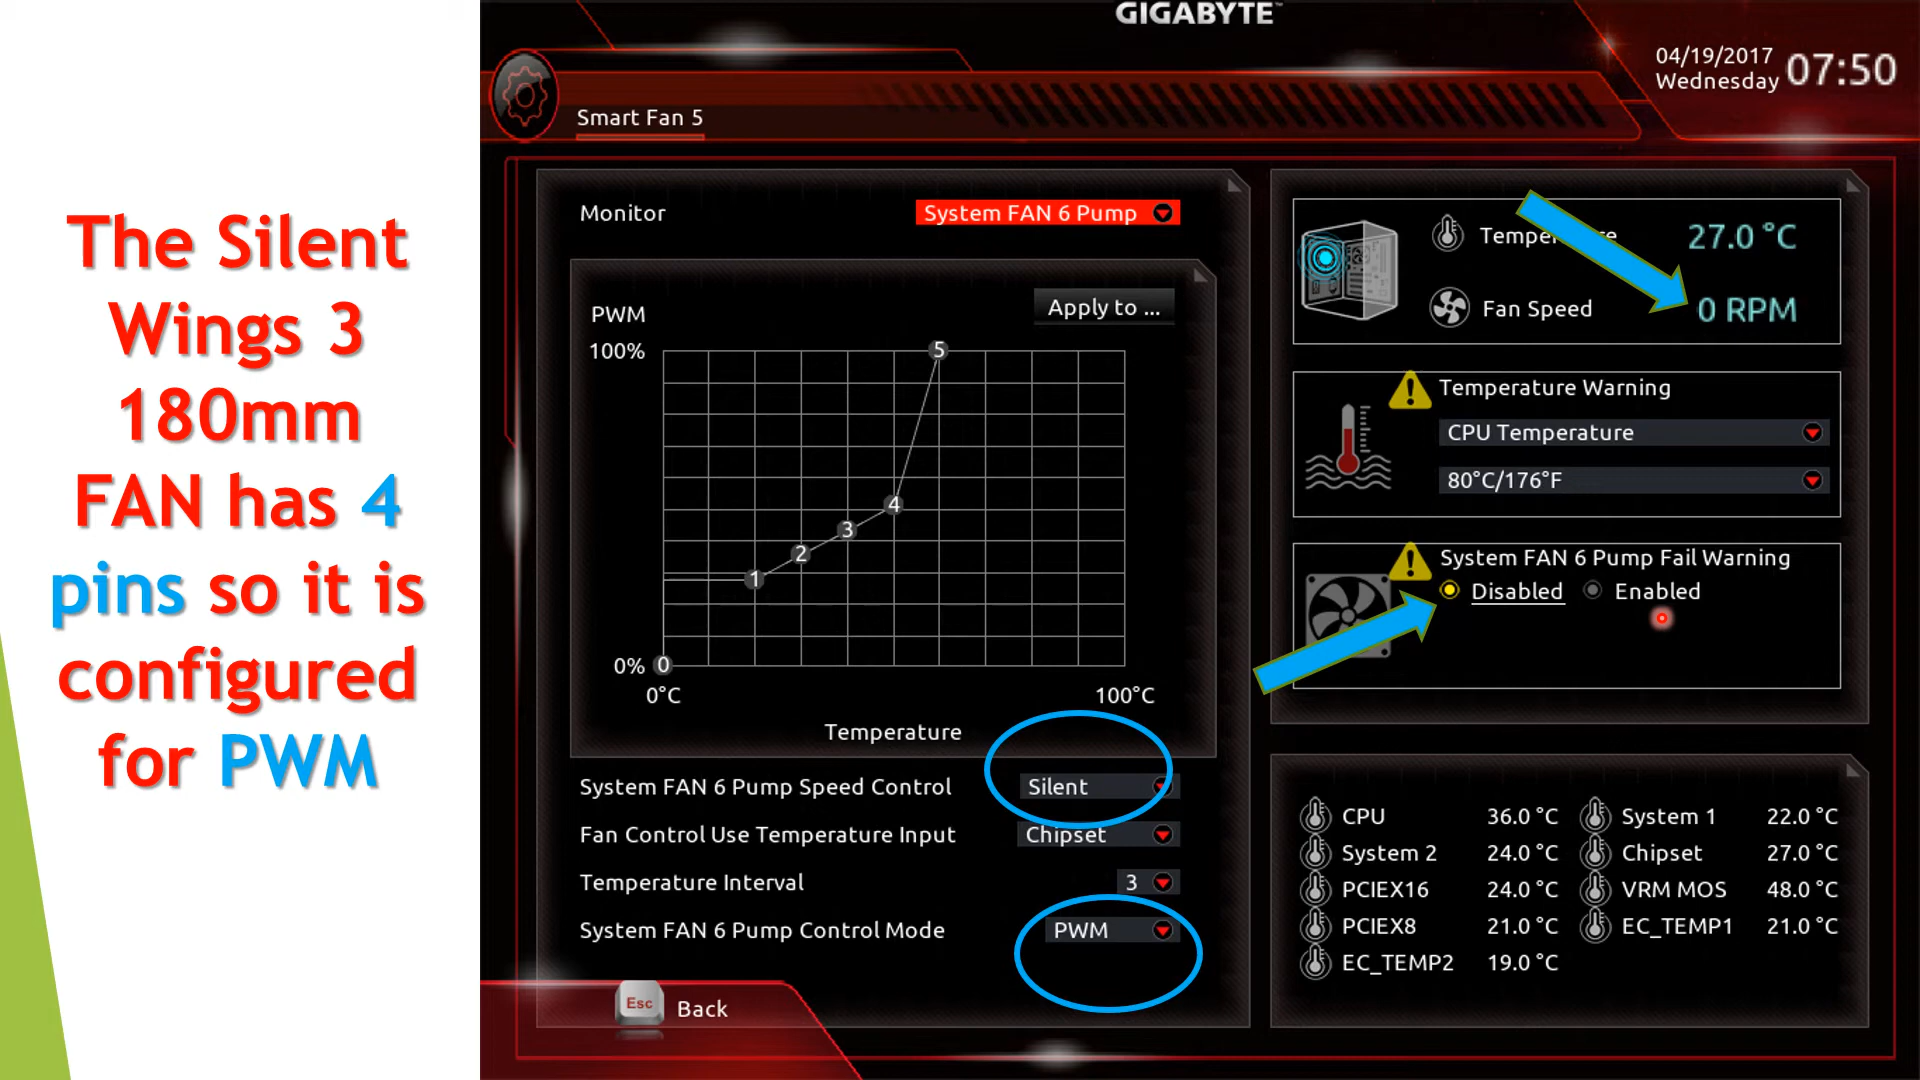 The Silent
Wings 3
180mm
FAN has 4
pins so it is
configured
for PWM
GIGABYTE™
04/19/2017
Wednesday
07:50
Smart Fan 5
Monitor
System FAN 6 Pump
PWM
Apply to ...
100%
5
4
3
2
1
0%
0
0°C
100°C
Temperature
System FAN 6 Pump Speed Control
Silent
Fan Control Use Temperature Input
Chipset
Temperature Interval
3
System FAN 6 Pump Control Mode
PWM
Esc
Back
Temperature
27.0 °C
Fan Speed
0 RPM
Temperature Warning
CPU Temperature
80°C/176°F
System FAN 6 Pump Fail Warning
Disabled
Enabled
CPU 36.0 °C
System 1 22.0 °C
System 2 24.0 °C
Chipset 27.0 °C
PCIEX16 24.0 °C
VRM MOS 48.0 °C
PCIEX8 21.0 °C
EC_TEMP1 21.0 °C
EC_TEMP2 19.0 °C